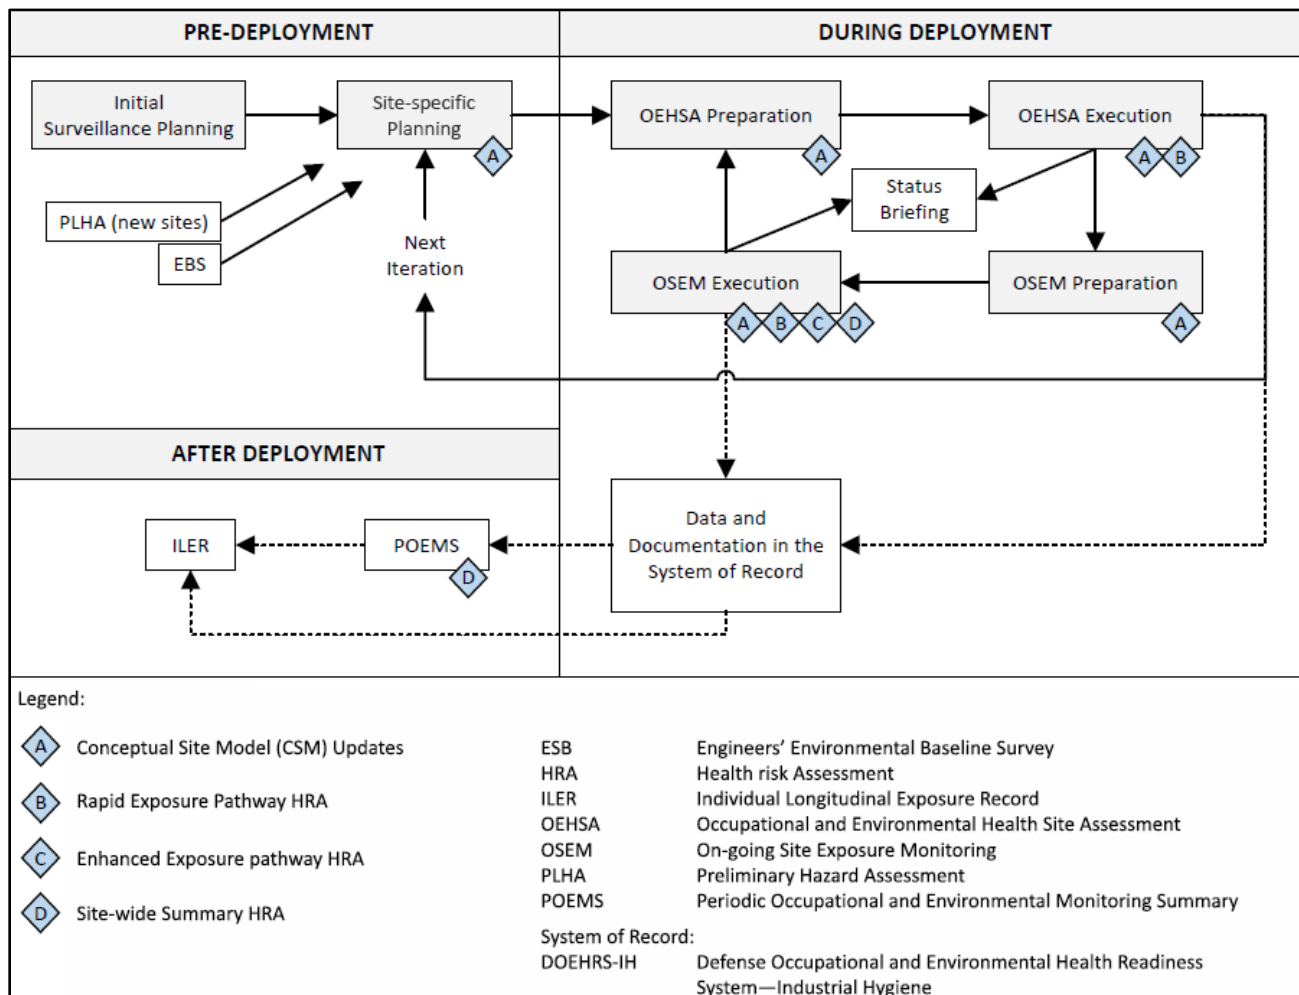 PRE-DEPLOYMENT
DURING DEPLOYMENT
Initial
Surveillance Planning
Site-specific
Planning
A
OEHSA Preparation
A
OEHSA Execution
A
B
PLHA (new sites)
EBS
Next
Iteration
Status
Briefing
OSEM Execution
A
B
C
D
OSEM Preparation
A
AFTER DEPLOYMENT
ILER
POEMS
D
Data and
Documentation in the
System of Record
Legend:
A
Conceptual Site Model (CSM) Updates
B
Rapid Exposure Pathway HRA
C
Enhanced Exposure pathway HRA
D
Site-wide Summary HRA
ESB Engineers’ Environmental Baseline Survey
HRA Health risk Assessment
ILER Individual Longitudinal Exposure Record
OEHSA Occupational and Environmental Health Site Assessment
OSEM On-going Site Exposure Monitoring
PLHA Preliminary Hazard Assessment
POEMS Periodic Occupational and Environmental Monitoring Summary
System of Record:
DOEHRS-IH Defense Occupational and Environmental Health Readiness
System—Industrial Hygiene